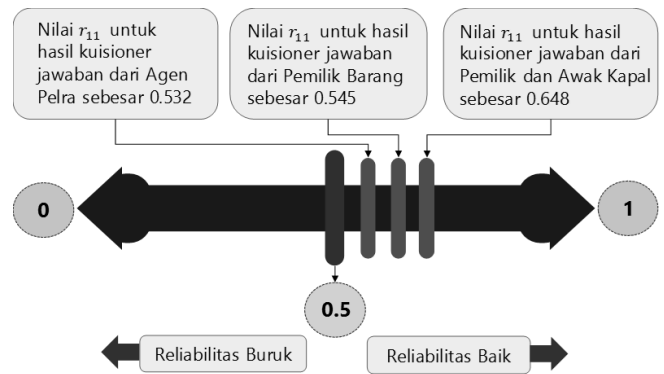 Nilai r₁₁ untuk
hasil kuisioner
jawaban dari Agen
Pelra sebesar 0.532
Nilai r₁₁ untuk hasil
kuisioner jawaban
dari Pemilik Barang
sebesar 0.545
Nilai r₁₁ untuk hasil
kuisioner jawaban dari
Pemilik dan Awak Kapal
sebesar 0.648
0
1
0.5
Reliabilitas Buruk
Reliabilitas Baik